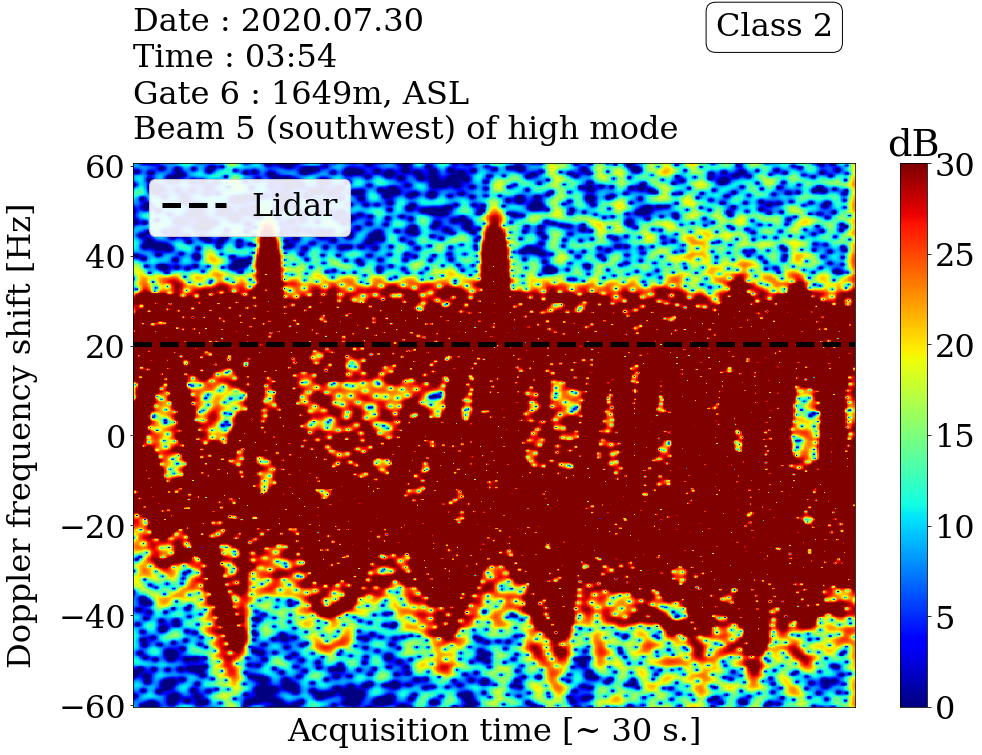 Date : 2020.07.30
Time : 03:54
Gate 6 : 1649m, ASL
Beam 5 (southwest) of high mode
Class 2
dB
Lidar
Doppler frequency shift [Hz]
60
40
20
0
−20
−40
−60
30
25
20
15
10
5
0
Acquisition time [~ 30 s.]